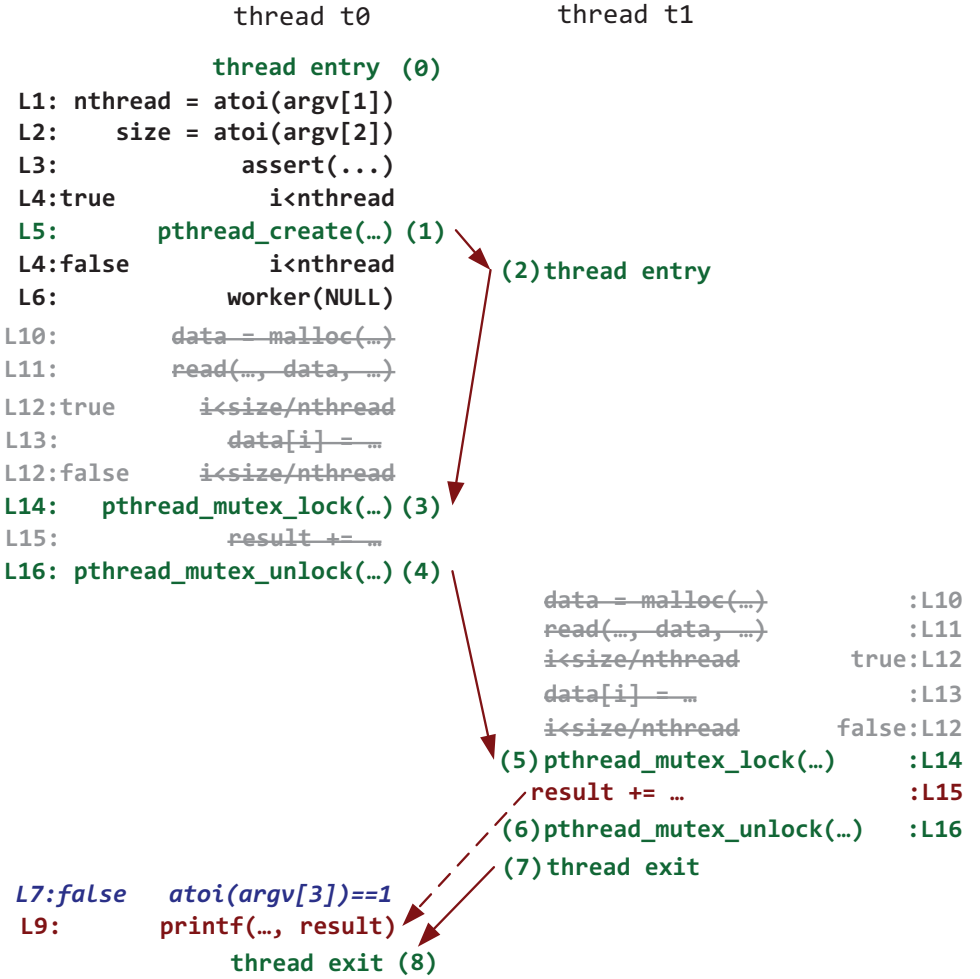 thread t0 thread t1
thread entry (0)
L1: nthread = atoi(argv[1])
L2: size = atoi(argv[2])
L3: assert(...)
L4:true i<nthread
L5: pthread_create(…) (1)
L4:false i<nthread
(2) thread entry
L6: worker(NULL)
L10: data = malloc(…)
L11: read(…, data, …)
L12:true i<size/nthread
L13: data[i] = …
L12:false i<size/nthread
L14: pthread_mutex_lock(…) (3)
L15: result += …
L16: pthread_mutex_unlock(…) (4)
data = malloc(…) :L10
read(…, data, …) :L11
i<size/nthread true:L12
data[i] = … :L13
i<size/nthread false:L12
(5) pthread_mutex_lock(…) :L14
result += … :L15
(6) pthread_mutex_unlock(…) :L16
(7) thread exit
L7:false atoi(argv[3])==1
L9: printf(…, result)
thread exit (8)